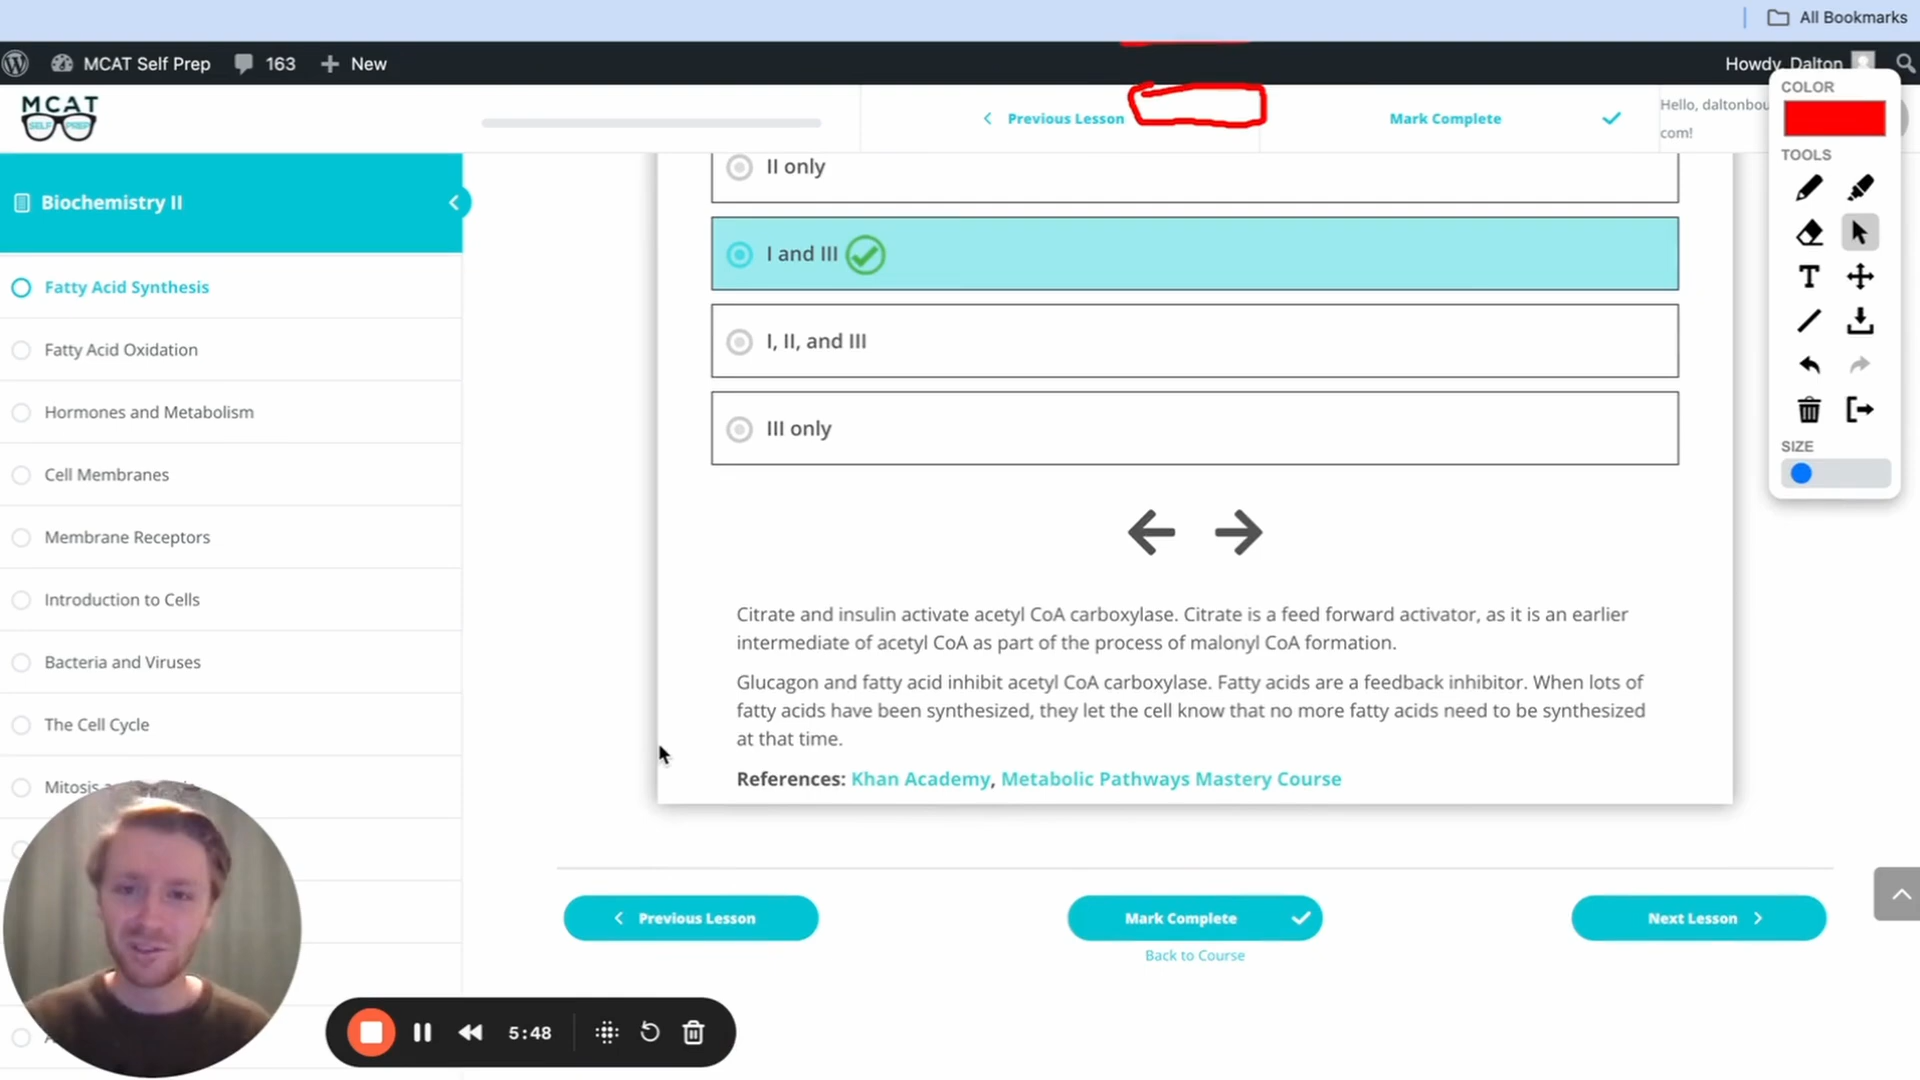 All Bookmarks
MCAT Self Prep 163 New
Howdy, Dalton
MCAT
SELF PREP
Previous Lesson
Mark Complete
Hello, daltonbou
com!
COLOR
TOOLS
SIZE
Biochemistry II
Fatty Acid Synthesis
Fatty Acid Oxidation
Hormones and Metabolism
Cell Membranes
Membrane Receptors
Introduction to Cells
Bacteria and Viruses
The Cell Cycle
Mitosis
II only
I and III
I, II, and III
III only
Citrate and insulin activate acetyl CoA carboxylase. Citrate is a feed forward activator, as it is an earlier
intermediate of acetyl CoA as part of the process of malonyl CoA formation.
Glucagon and fatty acid inhibit acetyl CoA carboxylase. Fatty acids are a feedback inhibitor. When lots of
fatty acids have been synthesized, they let the cell know that no more fatty acids need to be synthesized
at that time.
References: Khan Academy, Metabolic Pathways Mastery Course
Previous Lesson
Mark Complete
Next Lesson
Back to Course
5:48